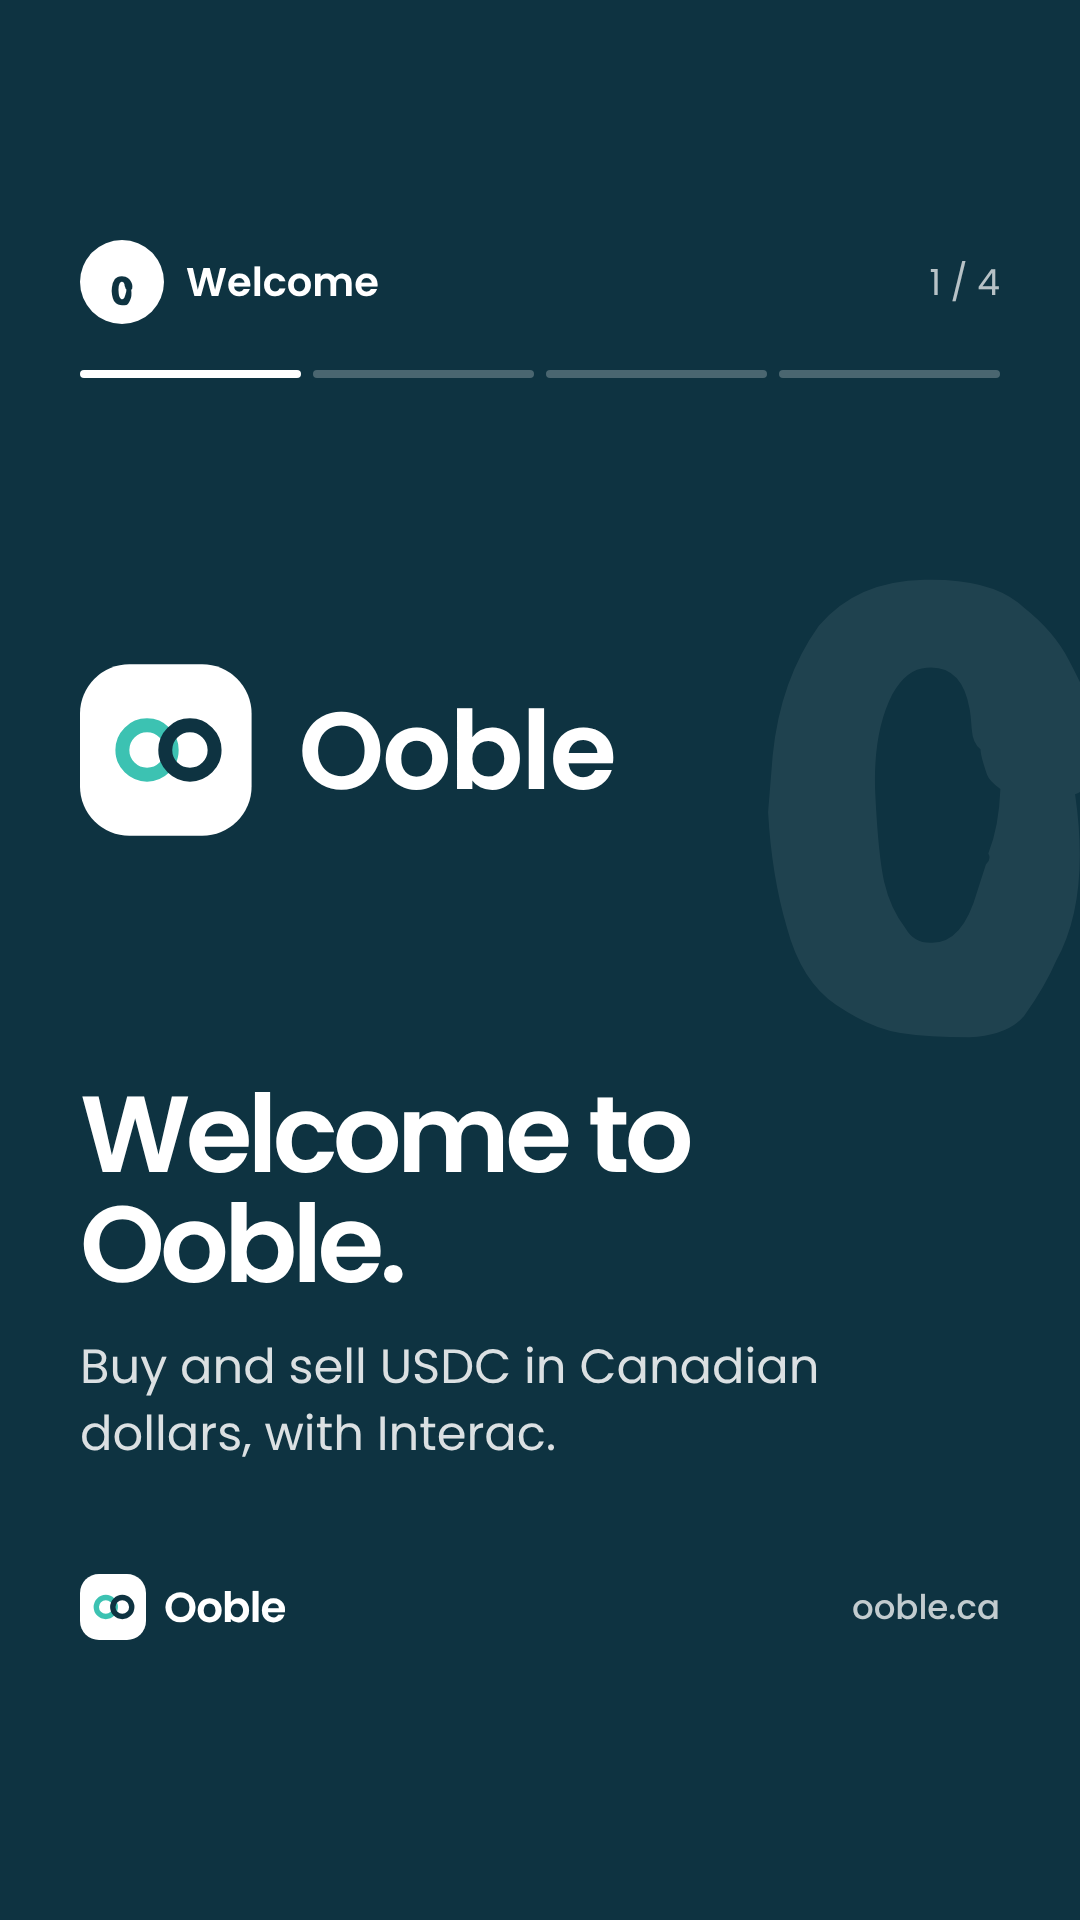 0
Welcome
1 / 4
0
Ooble
Welcome to
Ooble.
Buy and sell USDC in Canadian
dollars, with Interac.
Ooble
ooble.ca